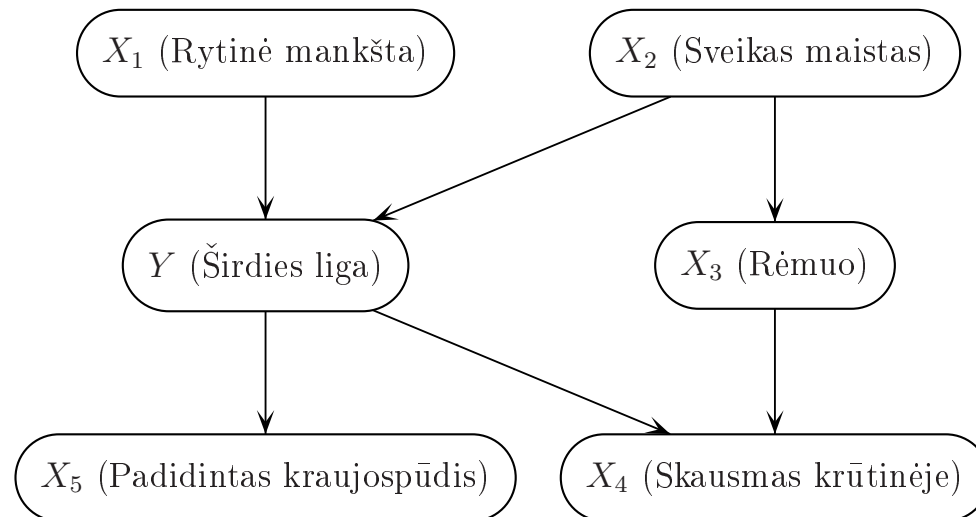 X₁ (Rytinė mankšta)
X₂ (Sveikas maistas)
Y (Širdies liga)
X₃ (Rėmuo)
X₅ (Padidintas kraujospūdis)
X₄ (Skausmas krūtinėje)